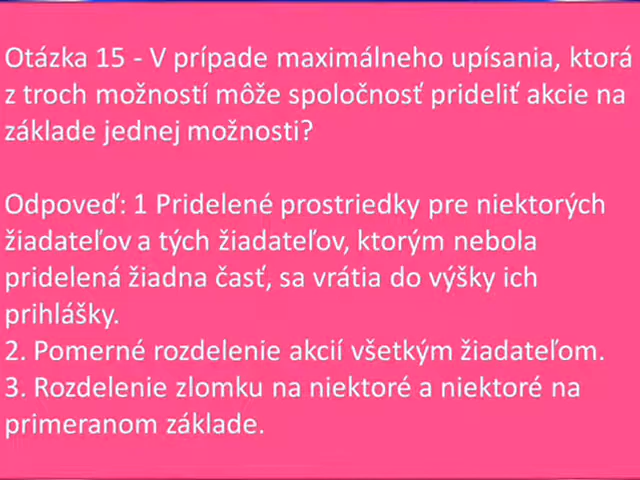 Otázka 15 - V prípade maximálneho upísania, ktorá
z troch možností môže spoločnosť prideliť akcie na
základe jednej možnosti?
Odpoveď: 1 Pridelené prostriedky pre niektorých
žiadateľov a tých žiadateľov, ktorým nebola
pridelená žiadna časť, sa vrátia do výšky ich
prihlášky.
2. Pomerné rozdelenie akcií všetkým žiadateľom.
3. Rozdelenie zlomku na niektoré a niektoré na
primeranom základe.